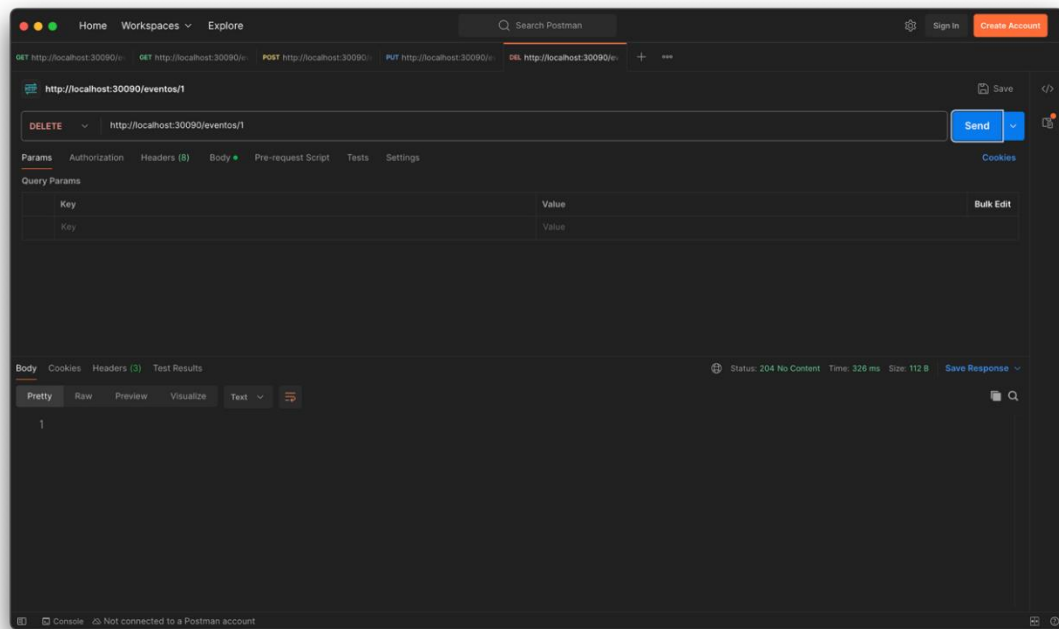 Home Workspaces Explore Search Postman Sign In Create Account
GET http://localhost:30090/e GET http://localhost:30090/e POST http://localhost:30090/ PUT http://localhost:30090/e DEL http://localhost:30090/ev
http://localhost:30090/eventos/1 Save
DELETE http://localhost:30090/eventos/1 Send
Params Authorization Headers (8) Body Pre-request Script Tests Settings Cookies
Query Params
Key Value Bulk Edit
Key Value
Body Cookies Headers (3) Test Results Status: 204 No Content Time: 326 ms Size: 112 B Save Response
Pretty Raw Preview Visualize Text
1
Console Not connected to a Postman account